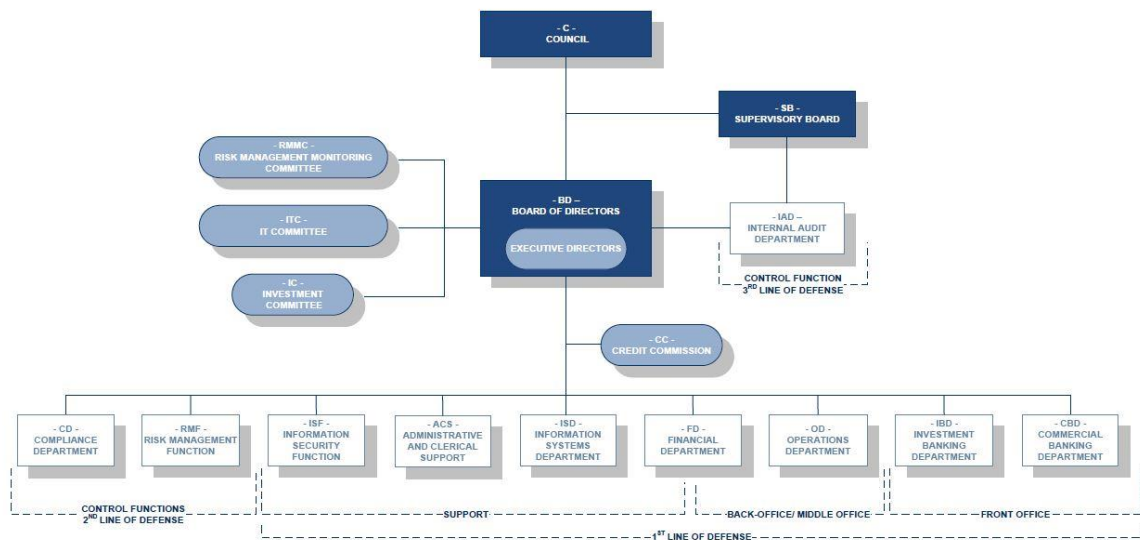 - C -
COUNCIL
- SB -
SUPERVISORY BOARD
- RMMC -
RISK MANAGEMENT MONITORING
COMMITTEE
- ITC -
IT COMMITTEE
- IC -
INVESTMENT
COMMITTEE
- BD –
BOARD OF DIRECTORS
EXECUTIVE DIRECTORS
- IAD –
INTERNAL AUDIT
DEPARTMENT
CONTROL FUNCTION
3RD LINE OF DEFENSE
- CC -
CREDIT COMMISSION
- CD -
COMPLIANCE
DEPARTMENT
- RMF -
RISK MANAGEMENT
FUNCTION
- ISF -
INFORMATION
SECURITY
FUNCTION
- ACS -
ADMINISTRATIVE
AND CLERICAL
SUPPORT
- ISD -
INFORMATION
SYSTEMS
DEPARTMENT
- FD -
FINANCIAL
DEPARTMENT
- OD -
OPERATIONS
DEPARTMENT
- IBD -
INVESTMENT
BANKING
DEPARTMENT
- CBD -
COMMERCIAL
BANKING
DEPARTMENT
CONTROL FUNCTIONS
2ND LINE OF DEFENSE
SUPPORT
BACK-OFFICE/ MIDDLE OFFICE
FRONT OFFICE
1ST LINE OF DEFENSE